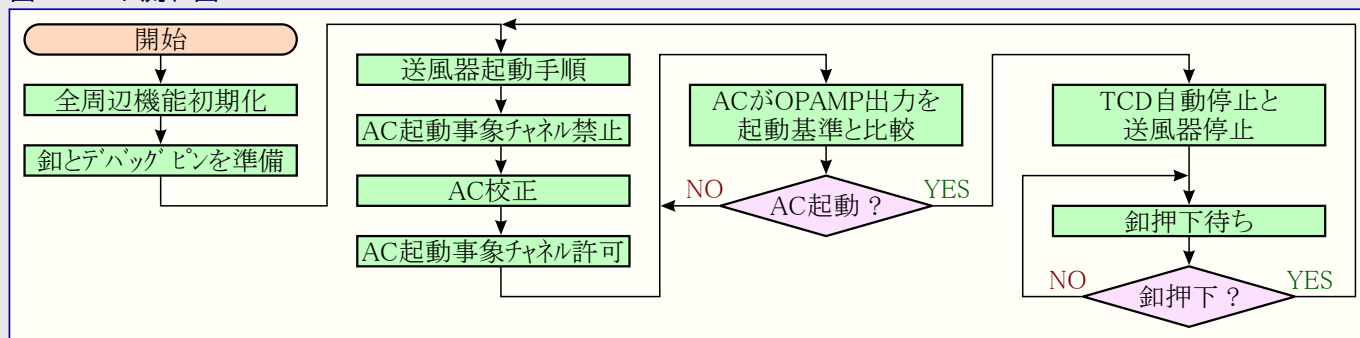 開始
全周辺機能初期化
釦とデバッグ ピンを準備
送風器起動手順
AC起動事象チャネル禁止
AC校正
AC起動事象チャネル許可
ACがOPAMP出力を
起動基準と比較
NO
AC起動?
YES
TCD自動停止と
送風器停止
釦押下待ち
NO
釦押下?
YES